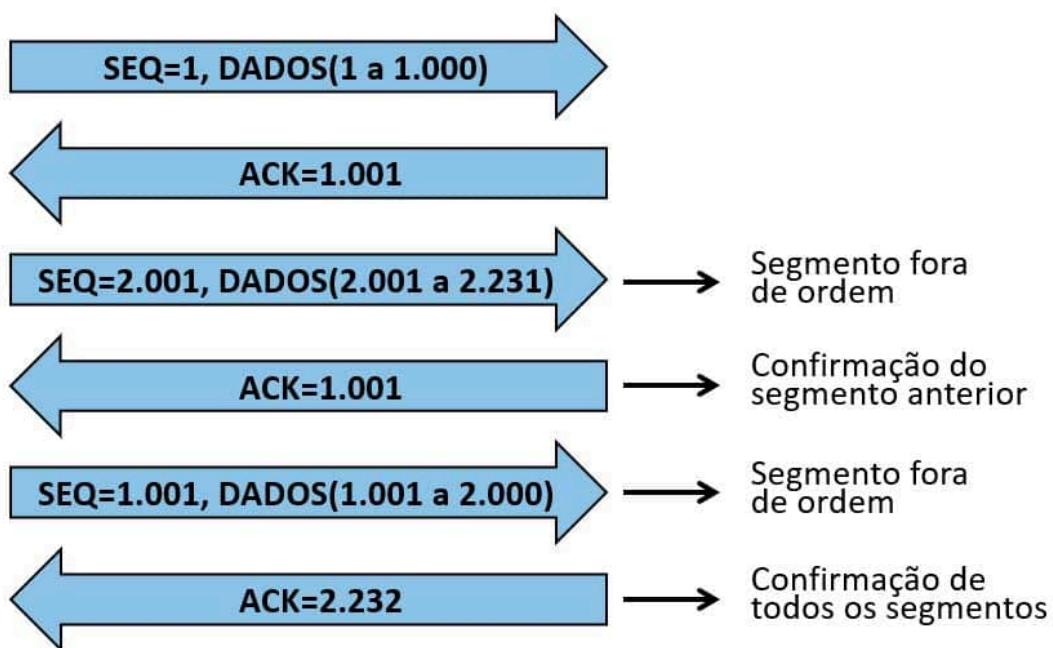 SEQ=1, DADOS(1 a 1.000)
ACK=1.001
SEQ=2.001, DADOS(2.001 a 2.231)
Segmento fora
de ordem
ACK=1.001
Confirmação do
segmento anterior
SEQ=1.001, DADOS(1.001 a 2.000)
Segmento fora
de ordem
ACK=2.232
Confirmação de
todos os segmentos